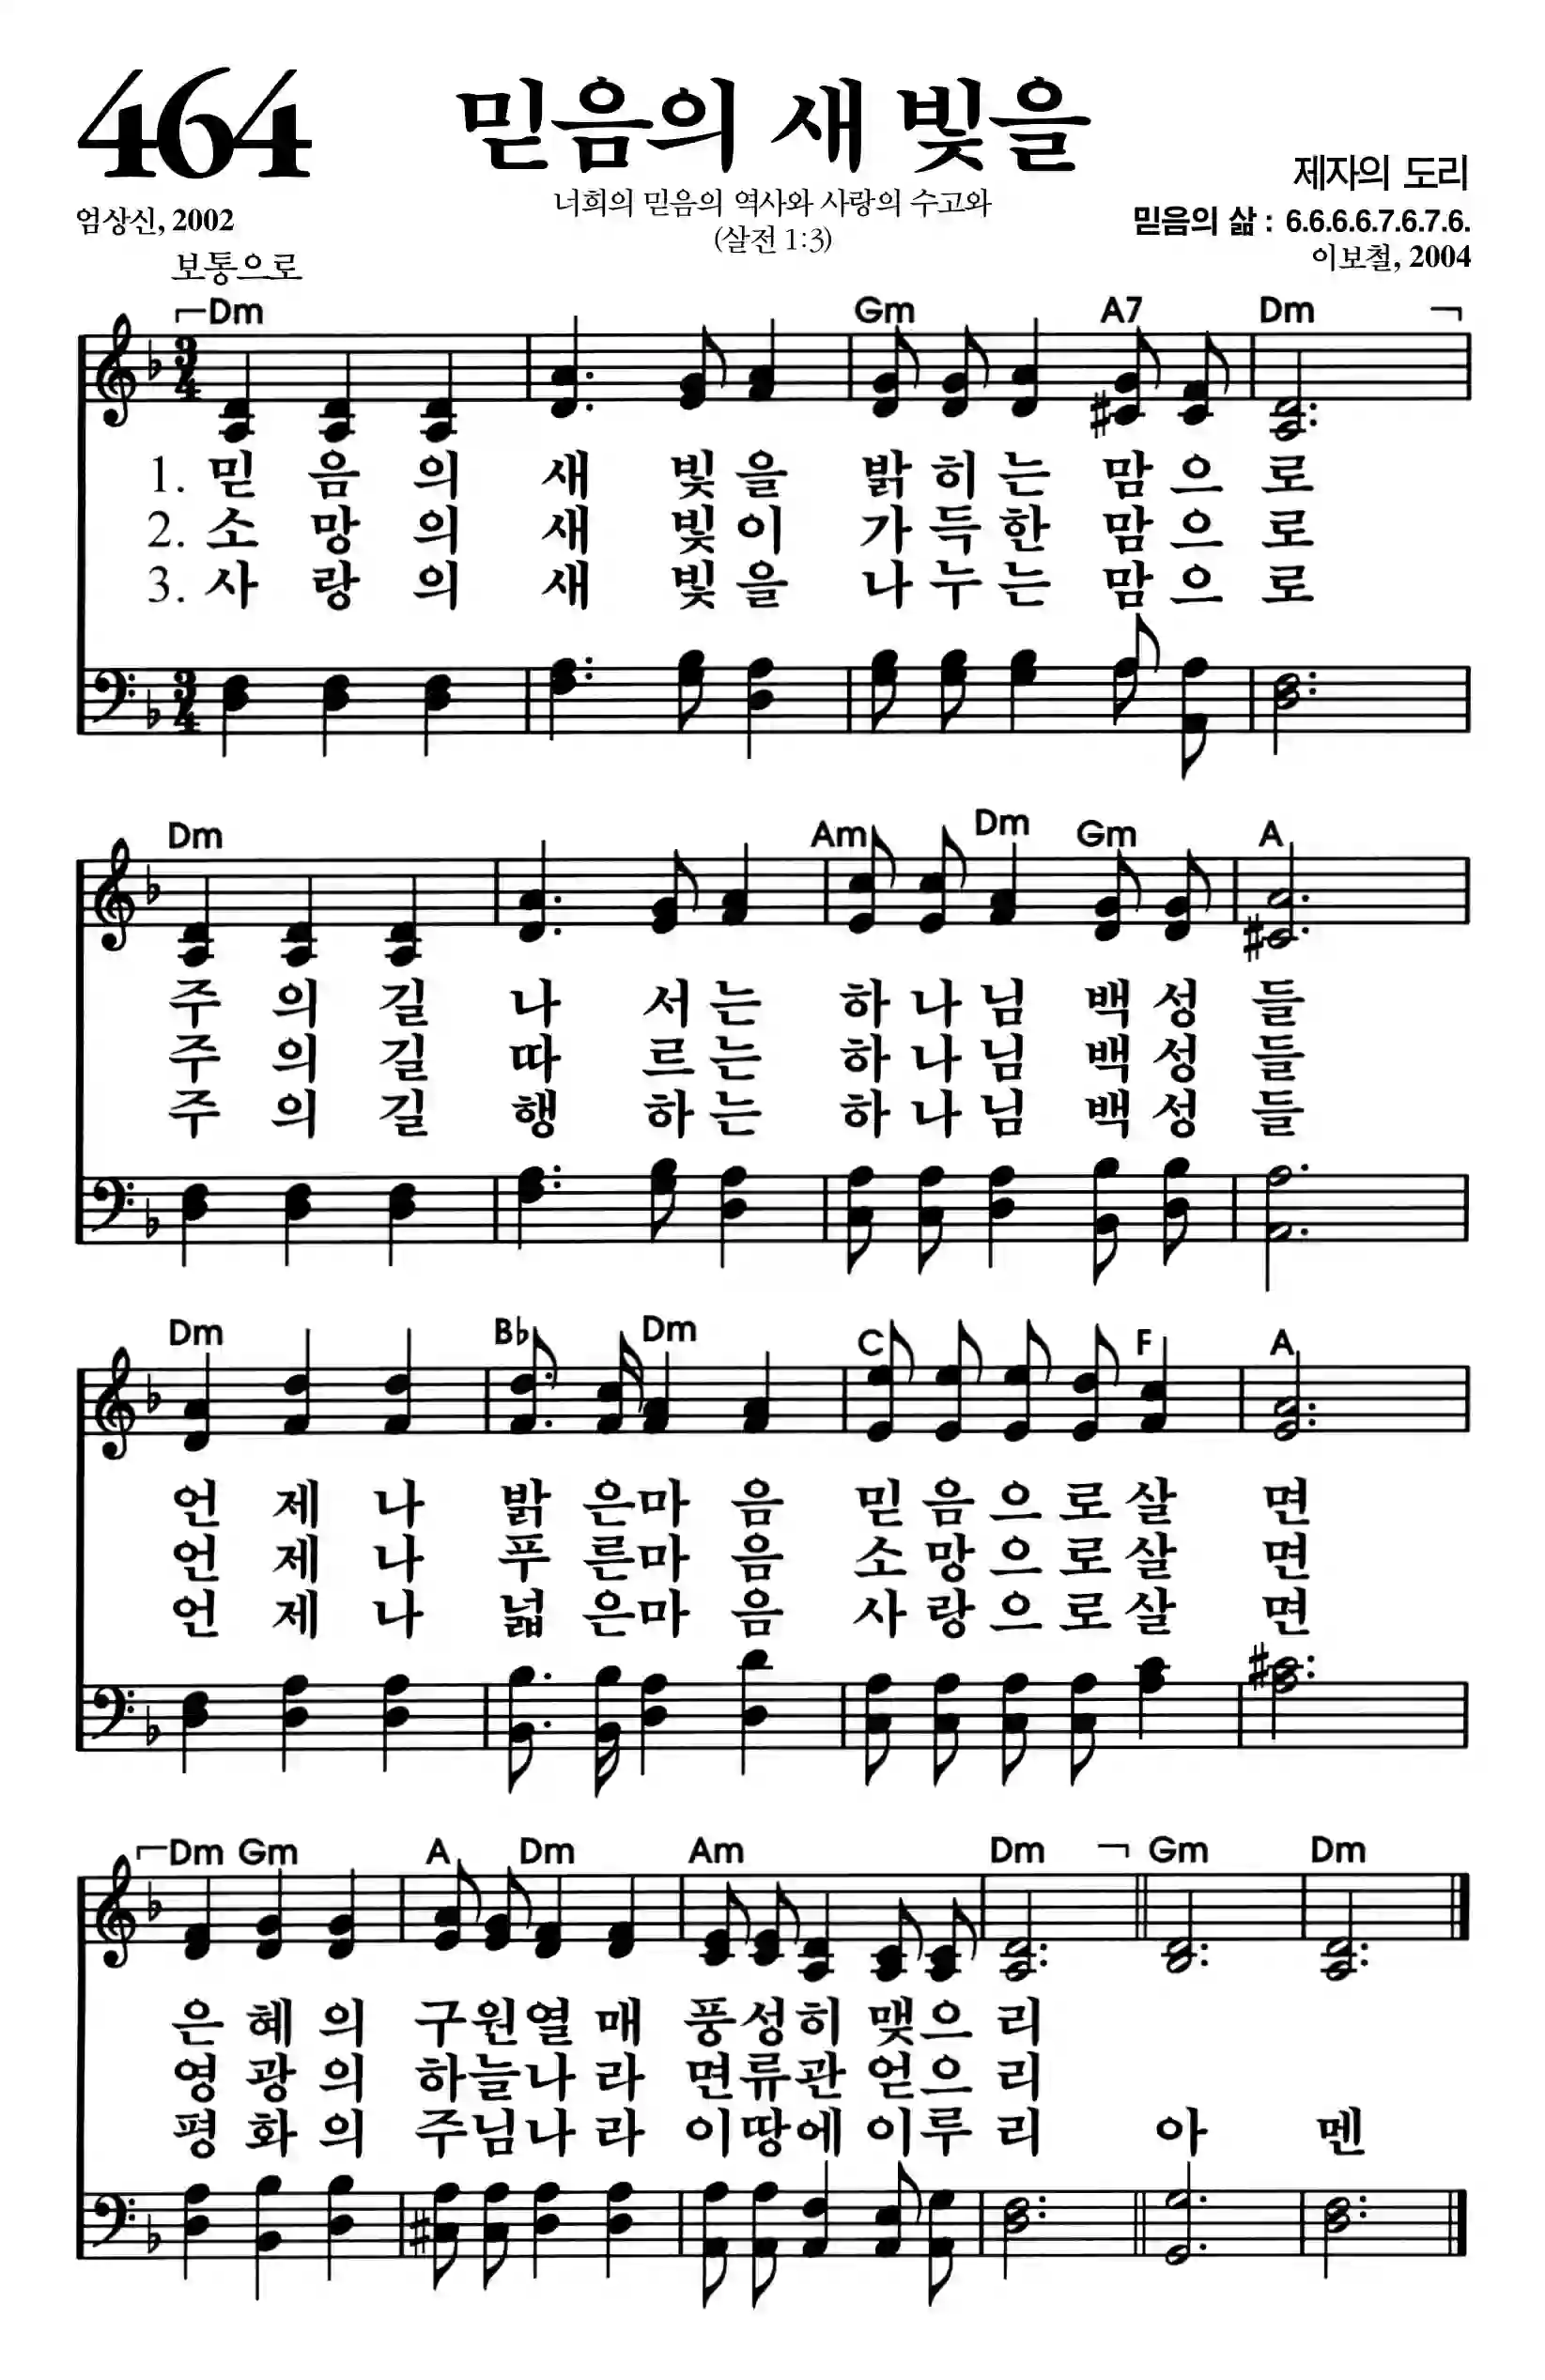 464
믿음의 새 빛을
제자의 도리
너희의 믿음의 역사와 사랑의 수고와
(살전 1:3)
엄상신, 2002
믿음의 삶 : 6.6.6.6.7.6.7.6.
이보철, 2004
보통으로
Dm Gm A7 Dm
3/4
1. 믿 음 의 새 빛 을 밝 히 는 맘 으 로
2. 소 망 의 새 빛 이 가 득 한 맘 으 로
3. 사 랑 의 새 빛 을 나 누 는 맘 으 로
3/4
Dm Am Dm Gm A
주 의 길 나 서 는 하 나 님 백 성 들
주 의 길 따 르 는 하 나 님 백 성 들
주 의 길 행 하 는 하 나 님 백 성 들
Dm B♭ Dm C F A
언 제 나 밝 은 마 음 믿 음 으 로 살 면
언 제 나 푸 른 마 음 소 망 으 로 살 면
언 제 나 넓 은 마 음 사 랑 으 로 살 면
Dm Gm A Dm Am Dm Gm Dm
은 혜 의 구 원 열 매 풍 성 히 맺 으 리
영 광 의 하 늘 나 라 면 류 관 얻 으 리
평 화 의 주 님 나 라 이 땅 에 이 루 리 아 멘